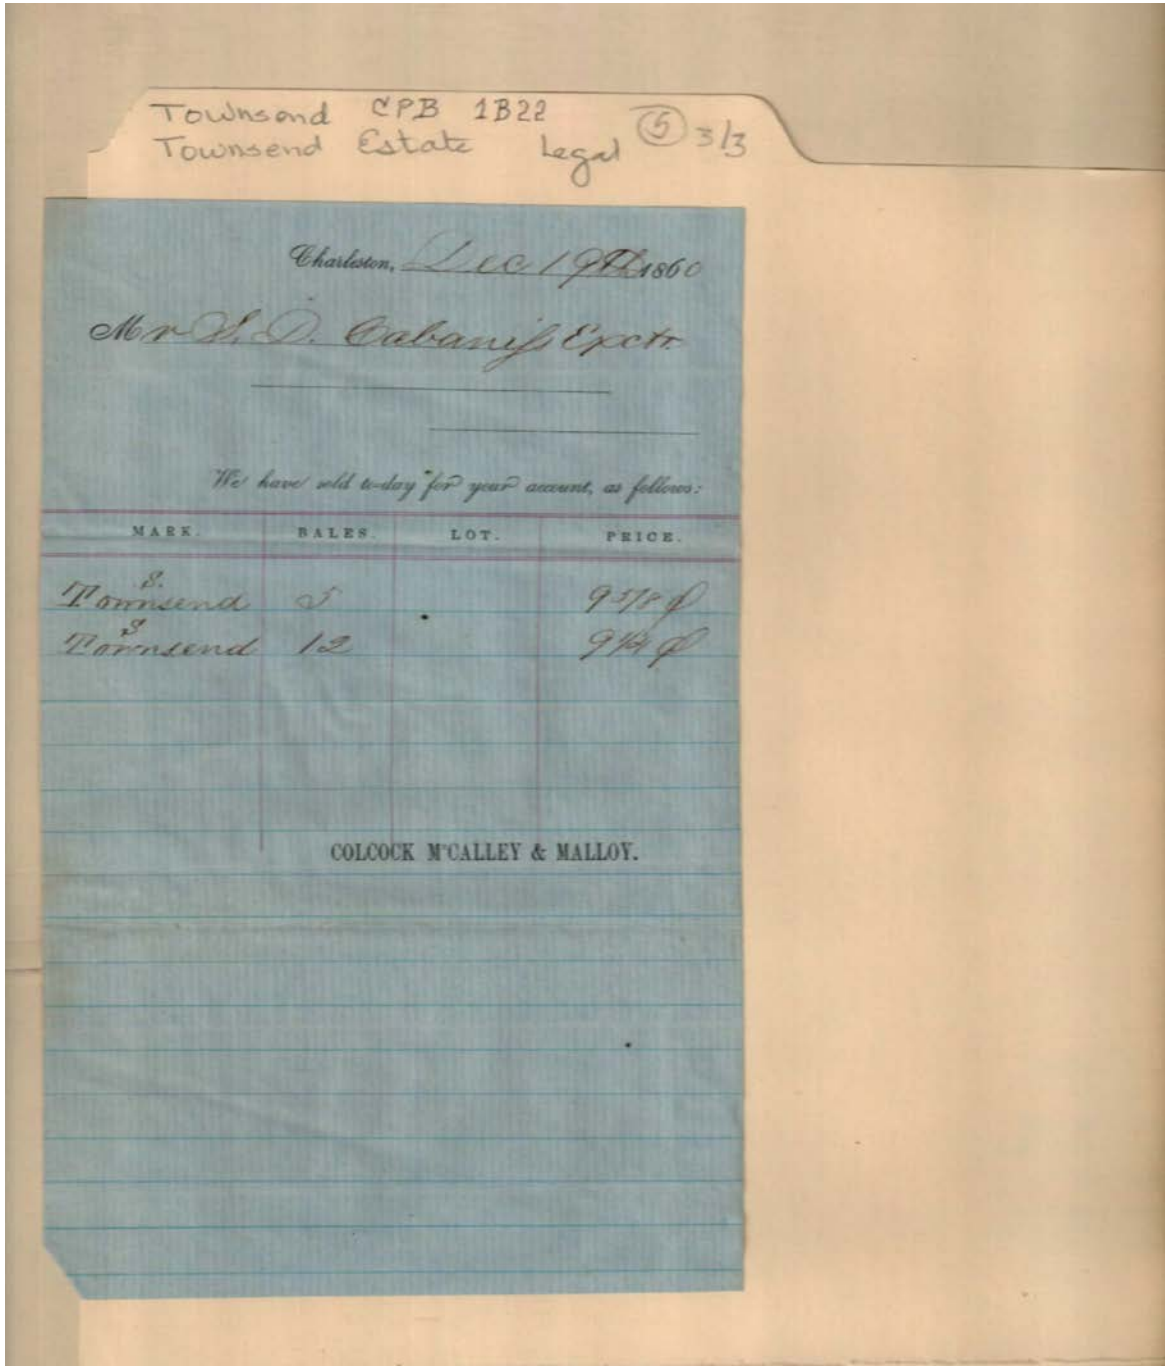 Townsend CPB 1B22
Townsend Estate Legal 5 3/3
Charleston, Dec 19th 1860
Mr S. D. Cabaniſs Exctr.
We have sold to-day for your account, as follows:
MARK. BALES. LOT. PRICE.
S.
Townsend 5 9 5/8 ¢
S
Townsend 12 9 1/4 ¢
COLCOCK McCALLEY & MALLOY.